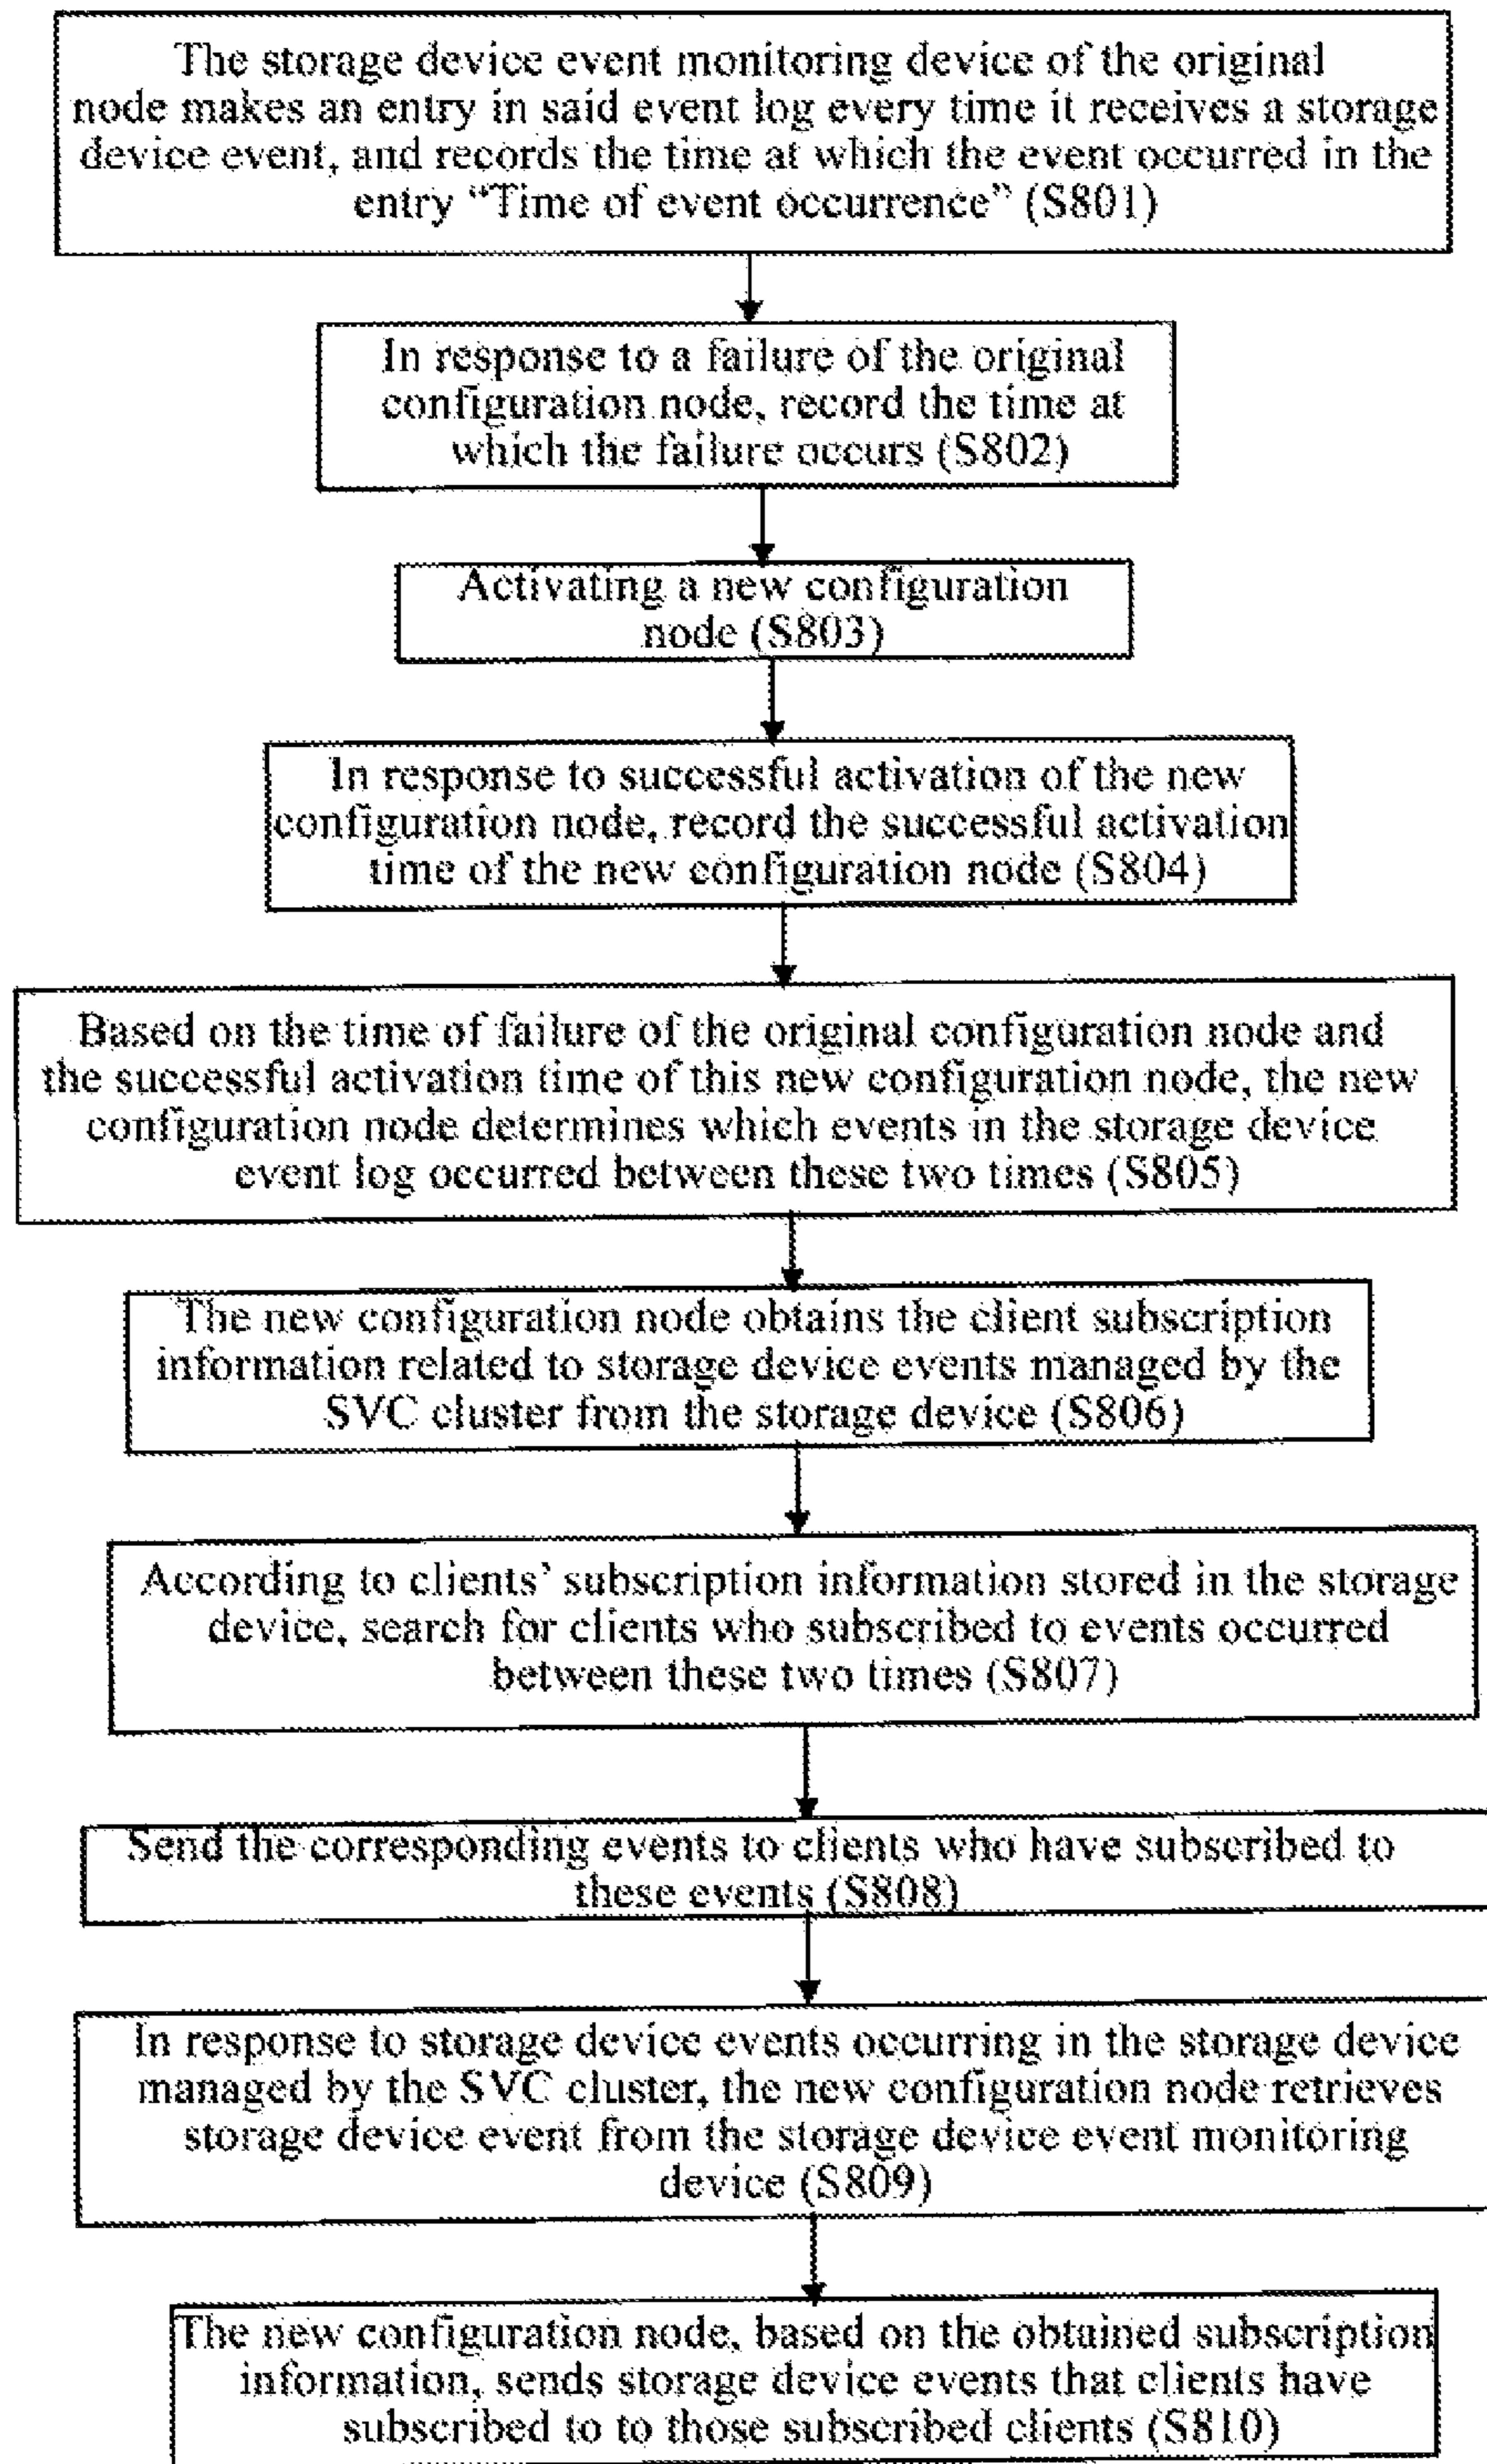 The storage device event monitoring device of the original
node makes an entry in said event log every time it receives a storage
device event, and records the time at which the event occurred in the
entry “Time of event occurrence” (S801)
In response to a failure of the original
configuration node, record the time at
which the failure occurs (S802)
Activating a new configuration
node (S803)
In response to successful activation of the new
configuration node, record the successful activation
time of the new configuration node (S804)
Based on the time of failure of the original configuration node and
the successful activation time of this new configuration node, the new
configuration node determines which events in the storage device
event log occurred between these two times (S805)
The new configuration node obtains the client subscription
information related to storage device events managed by the
SVC cluster from the storage device (S806)
According to clients’ subscription information stored in the storage
device, search for clients who subscribed to events occurred
between these two times (S807)
Send the corresponding events to clients who have subscribed to
these events (S808)
In response to storage device events occurring in the storage device
managed by the SVC cluster, the new configuration node retrieves
storage device event from the storage device event monitoring
device (S809)
The new configuration node, based on the obtained subscription
information, sends storage device events that clients have
subscribed to to those subscribed clients (S810)